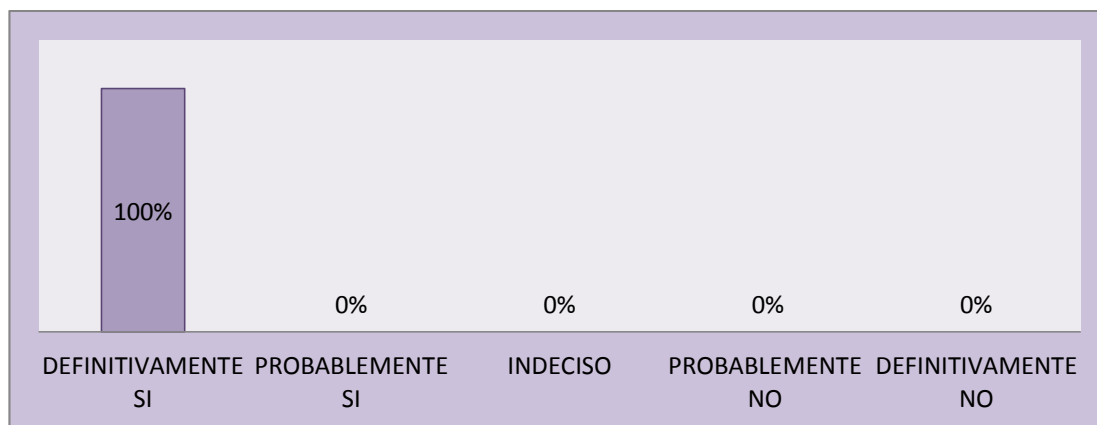 100%
0%
0%
0%
0%
DEFINITIVAMENTE SI
PROBABLEMENTE SI
INDECISO
PROBABLEMENTE NO
DEFINITIVAMENTE NO